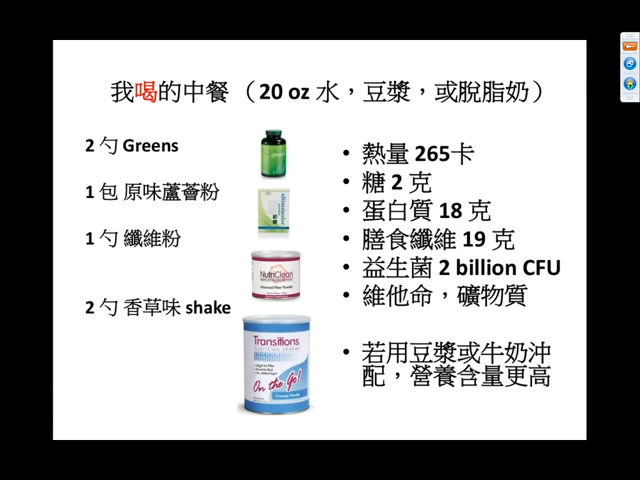 我喝的中餐（20 oz 水，豆漿，或脫脂奶）
2 勺 Greens
1 包 原味蘆薈粉
1 勺 纖維粉
2 勺 香草味 shake
NutriClean
Advanced Fiber Powder
Transitions
On the Go!
Creamy Vanilla
• 熱量 265卡
• 糖 2 克
• 蛋白質 18 克
• 膳食纖維 19 克
• 益生菌 2 billion CFU
• 維他命，礦物質
• 若用豆漿或牛奶沖
配，營養含量更高